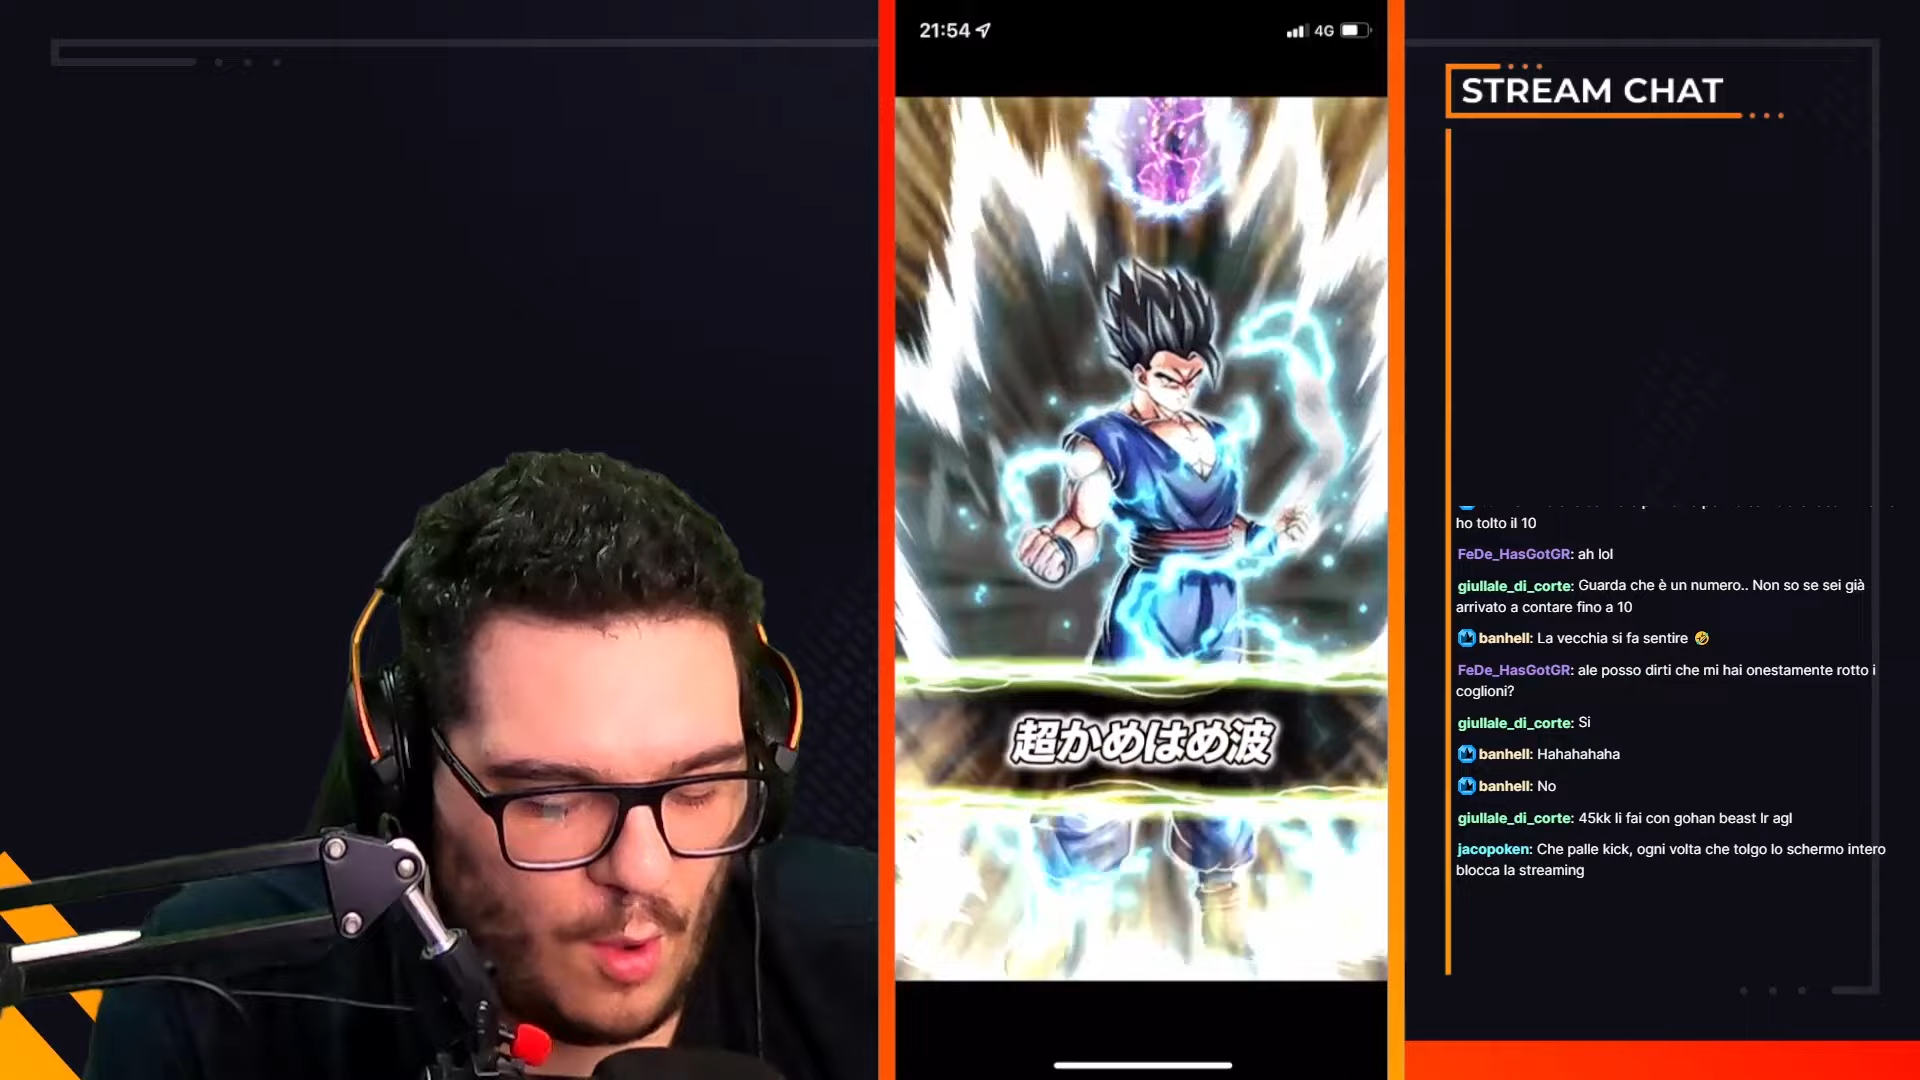 21:54
4G
超かめはめ波
STREAM CHAT
ho tolto il 10
FeDe_HasGotGR: ah lol
giullale_di_corte: Guarda che è un numero.. Non so se sei già
arrivato a contare fino a 10
banhell: La vecchia si fa sentire 🤣
FeDe_HasGotGR: ale posso dirti che mi hai onestamente rotto i
coglioni?
giullale_di_corte: Si
banhell: Hahahahaha
banhell: No
giullale_di_corte: 45kk li fai con gohan beast lr agl
jacopoken: Che palle kick, ogni volta che tolgo lo schermo intero
blocca la streaming